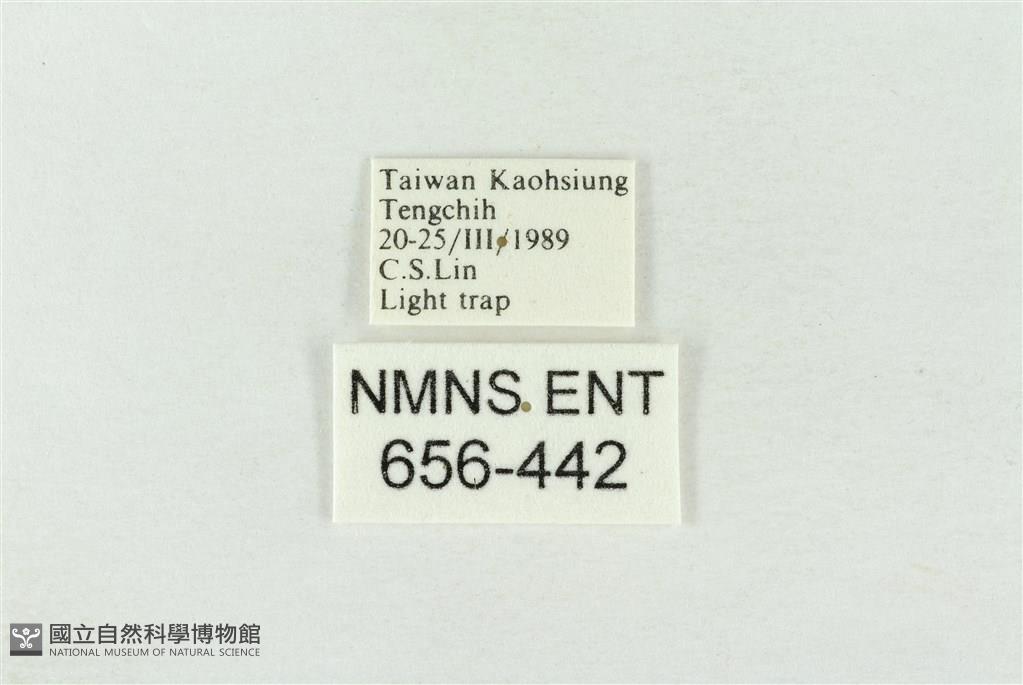 Taiwan Kaohsiung
Tengchih
20-25/III/1989
C.S.Lin
Light trap
NMNS ENT
656-442
國立自然科學博物館
NATIONAL MUSEUM OF NATURAL SCIENCE